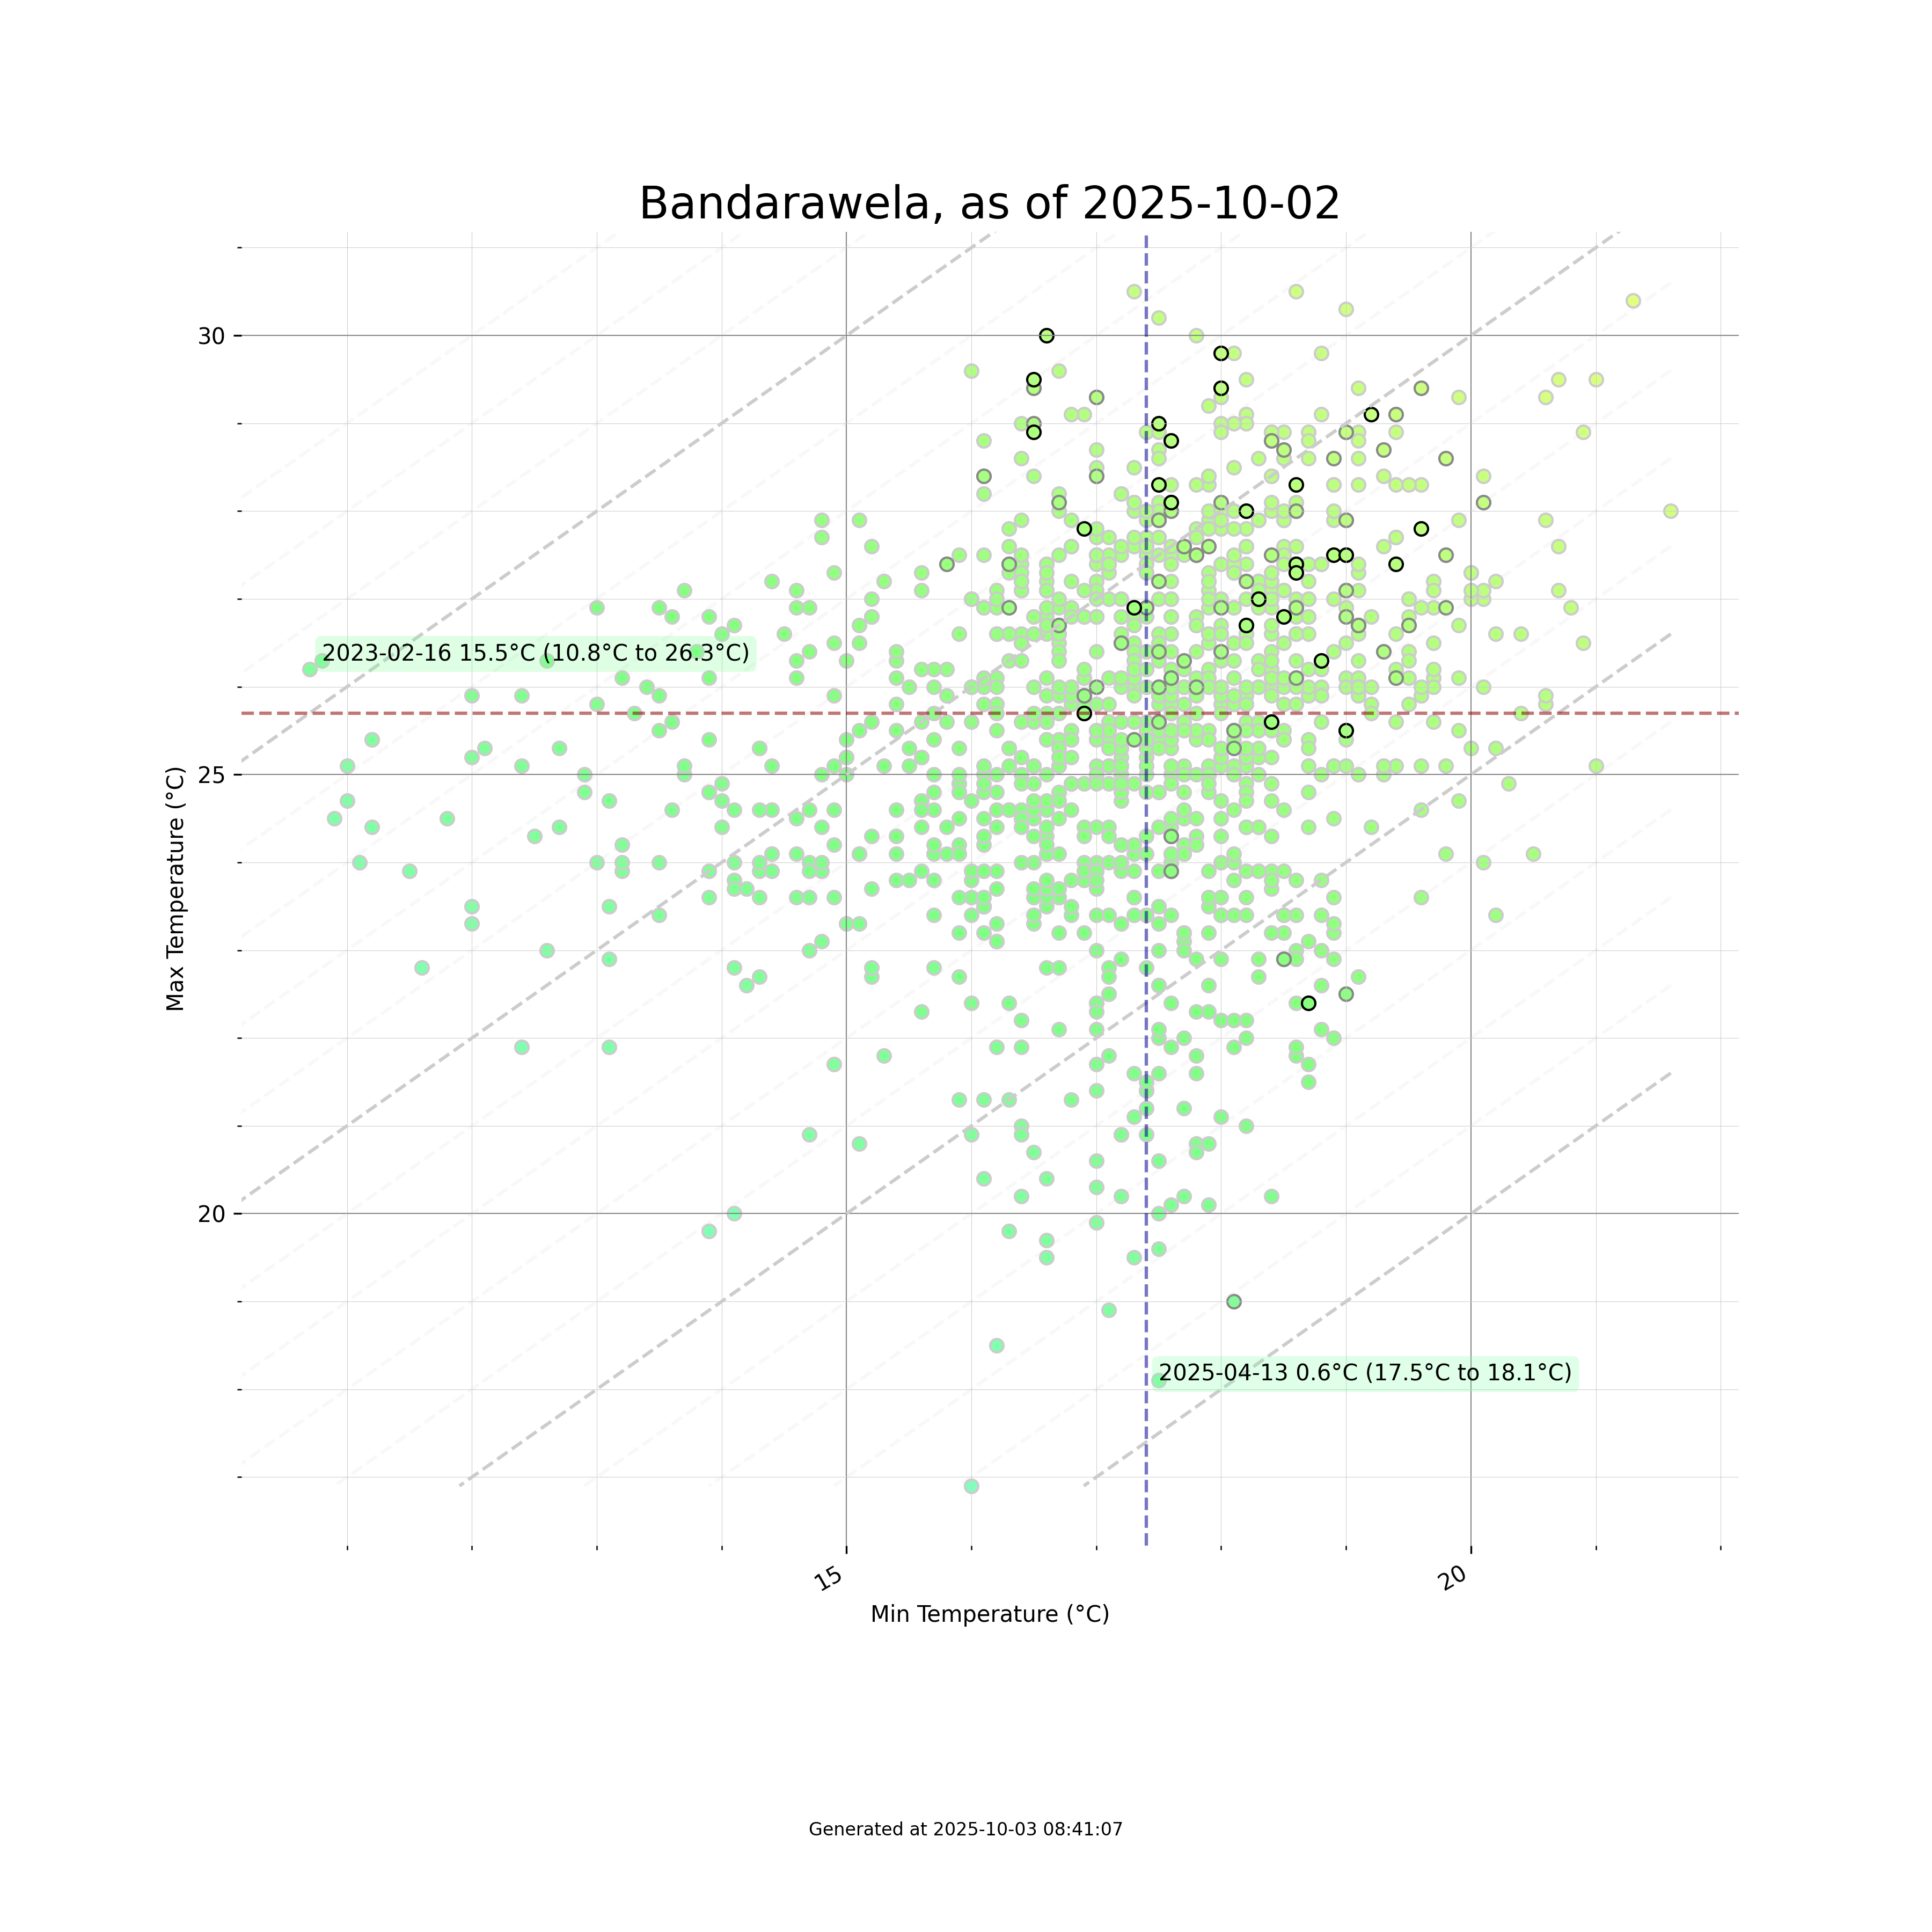 Bandarawela, as of 2025-10-02
30
2023-02-16 15.5°C (10.8°C to 26.3°C)
25
Max Temperature (°C)
20
2025-04-13 0.6°C (17.5°C to 18.1°C)
15
20
Min Temperature (°C)
Generated at 2025-10-03 08:41:07